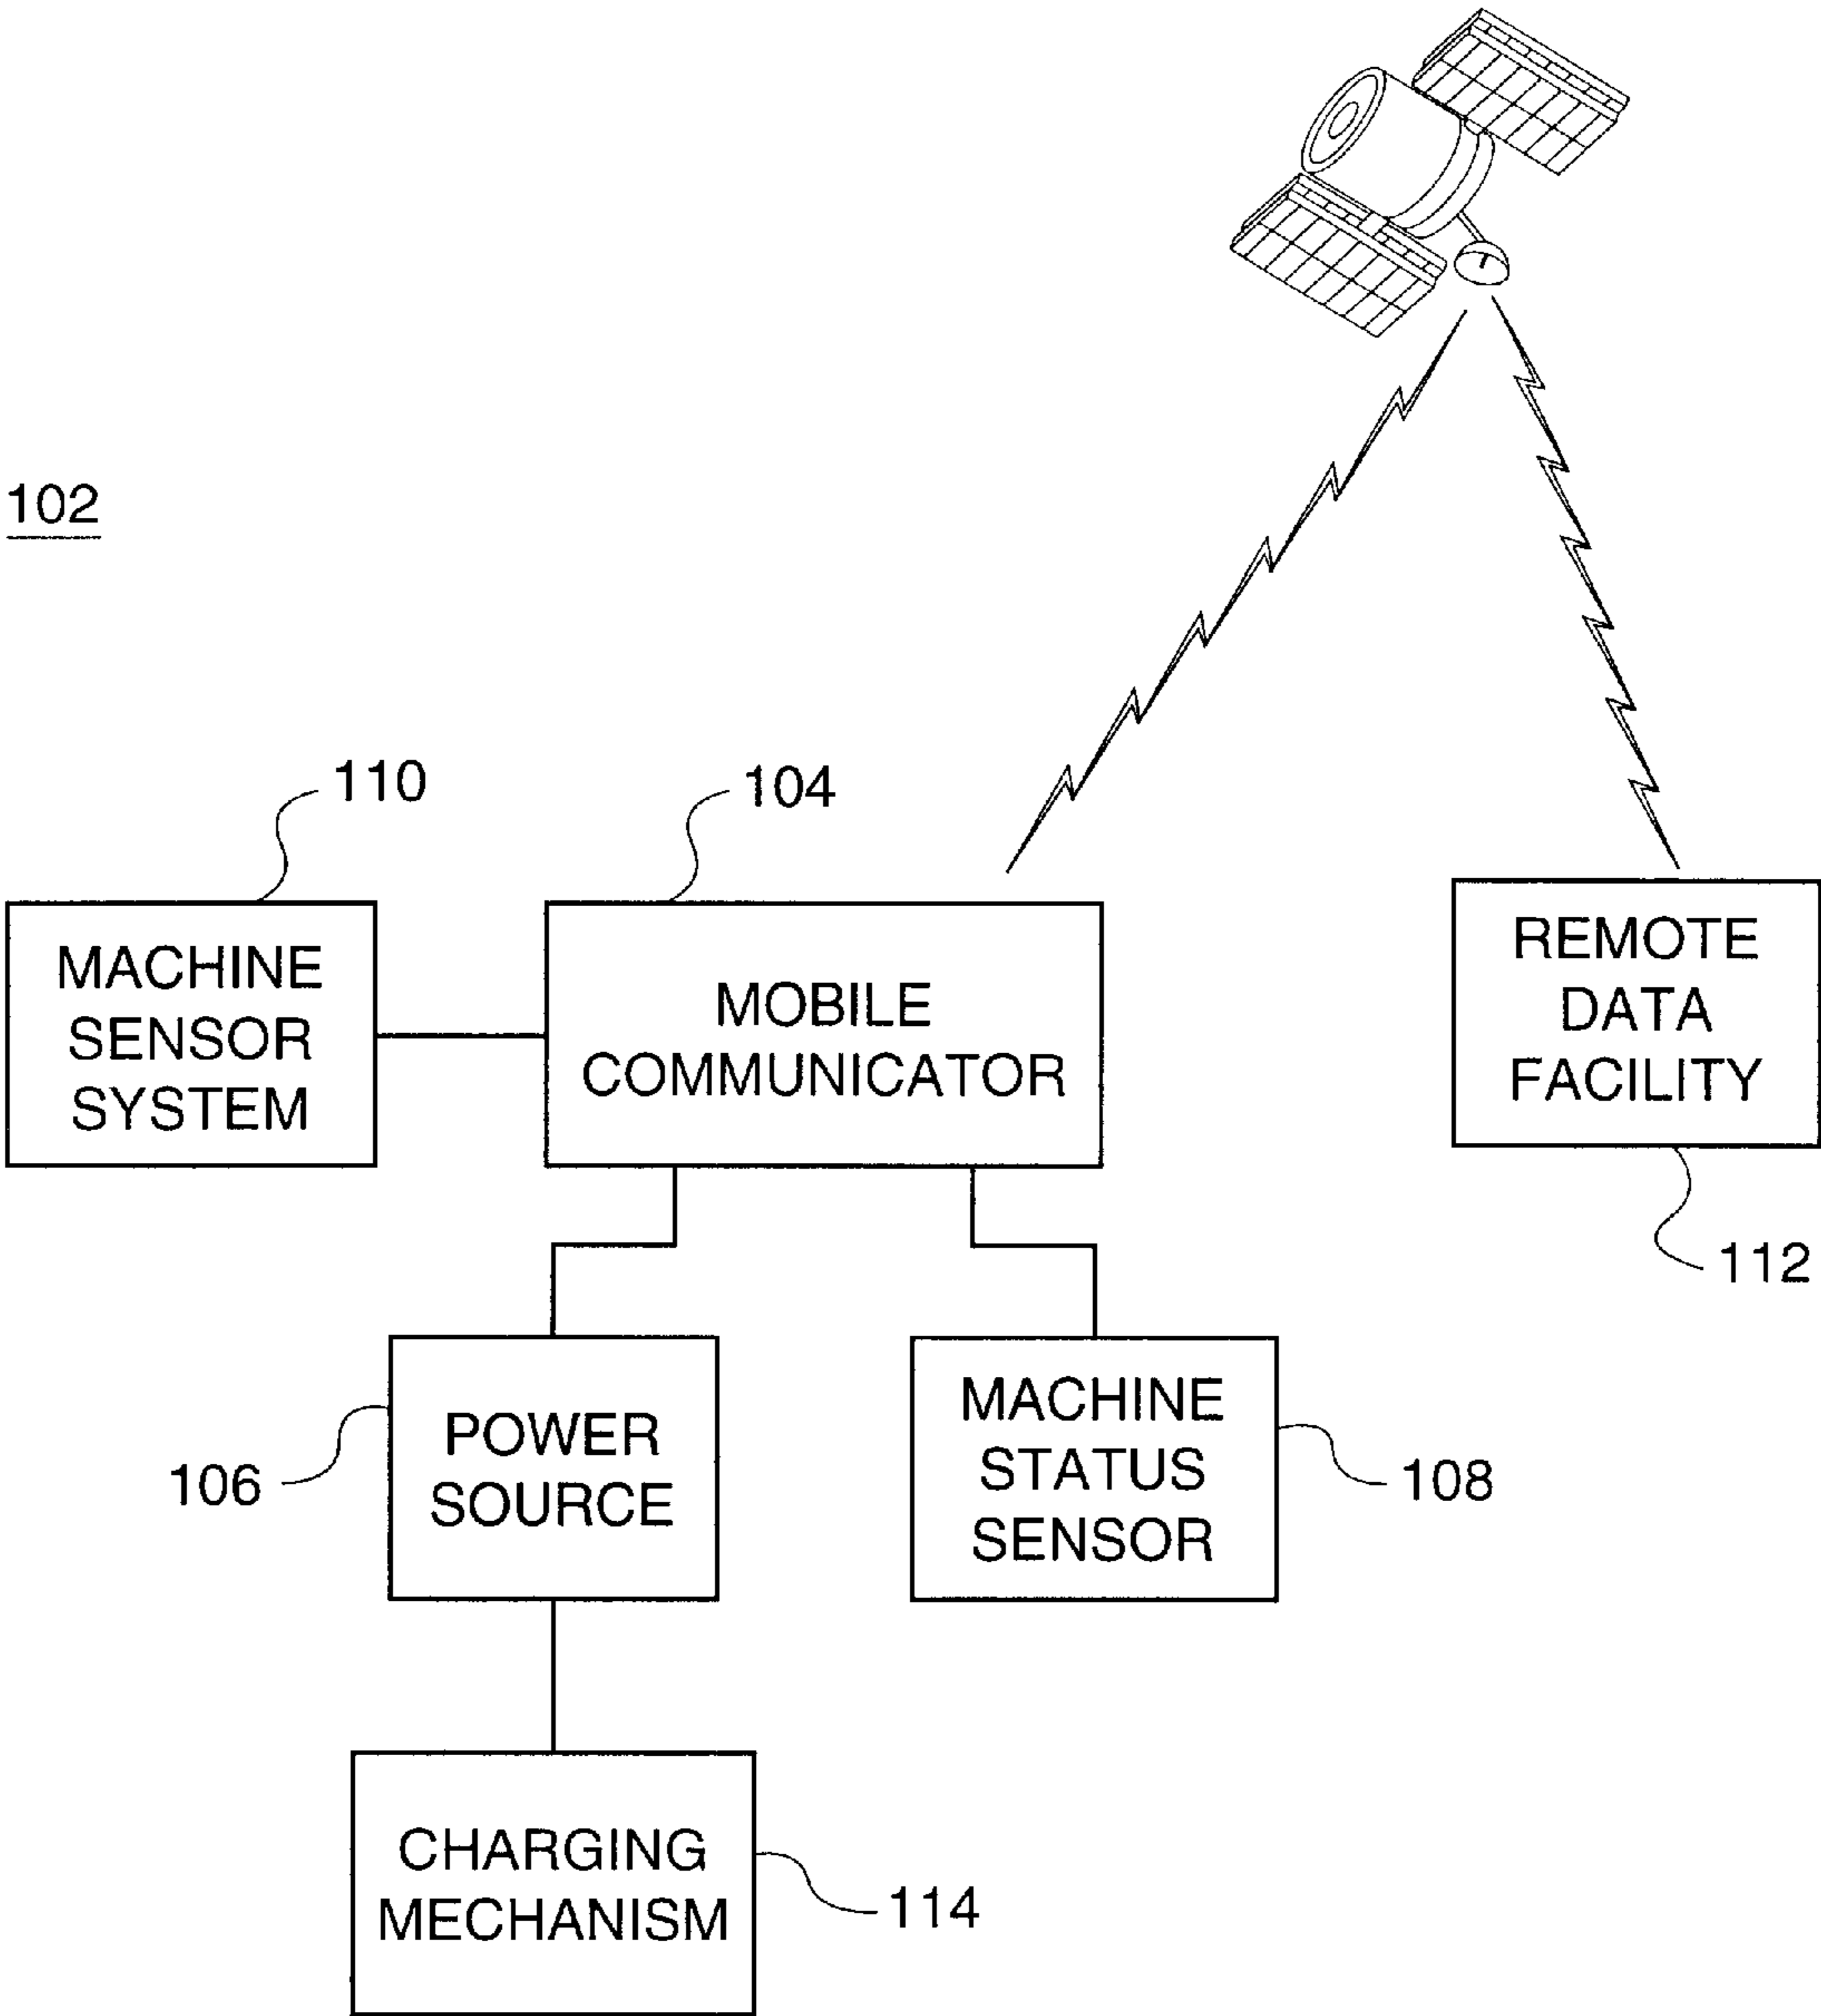 102
110
104
MACHINE
SENSOR
SYSTEM
MOBILE
COMMUNICATOR
REMOTE
DATA
FACILITY
112
106
POWER
SOURCE
MACHINE
STATUS
SENSOR
108
CHARGING
MECHANISM
114